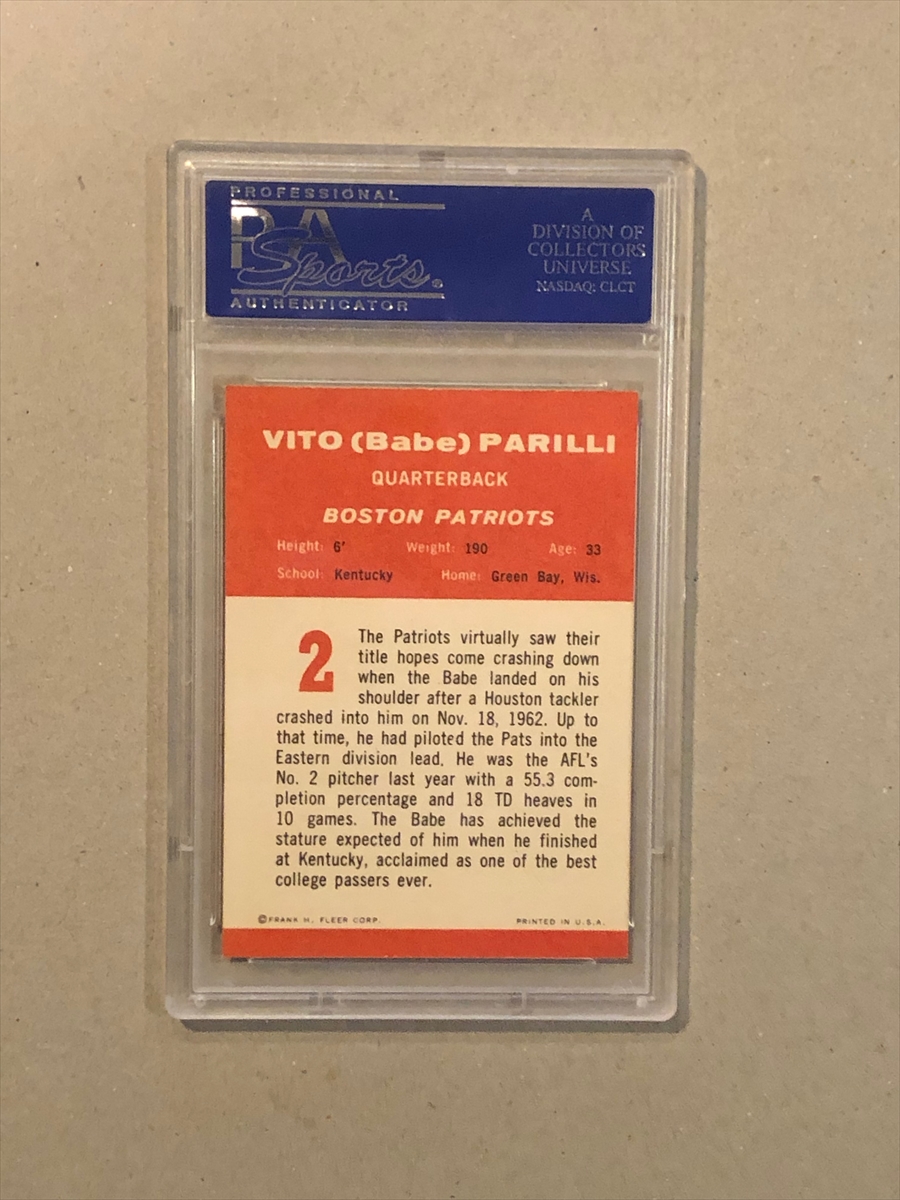 PROFESSIONAL
PSA
Sports®
AUTHENTICATOR
A
DIVISION OF
COLLECTORS
UNIVERSE
NASDAQ: CLCT
VITO (Babe) PARILLI
QUARTERBACK
BOSTON PATRIOTS
Height: 6' Weight: 190 Age: 33
School: Kentucky Home: Green Bay, Wis.
2
The Patriots virtually saw their
title hopes come crashing down
when the Babe landed on his
shoulder after a Houston tackler
crashed into him on Nov. 18, 1962. Up to
that time, he had piloted the Pats into the
Eastern division lead. He was the AFL's
No. 2 pitcher last year with a 55.3 com-
pletion percentage and 18 TD heaves in
10 games. The Babe has achieved the
stature expected of him when he finished
at Kentucky, acclaimed as one of the best
college passers ever.
©FRANK H. FLEER CORP. PRINTED IN U.S.A.